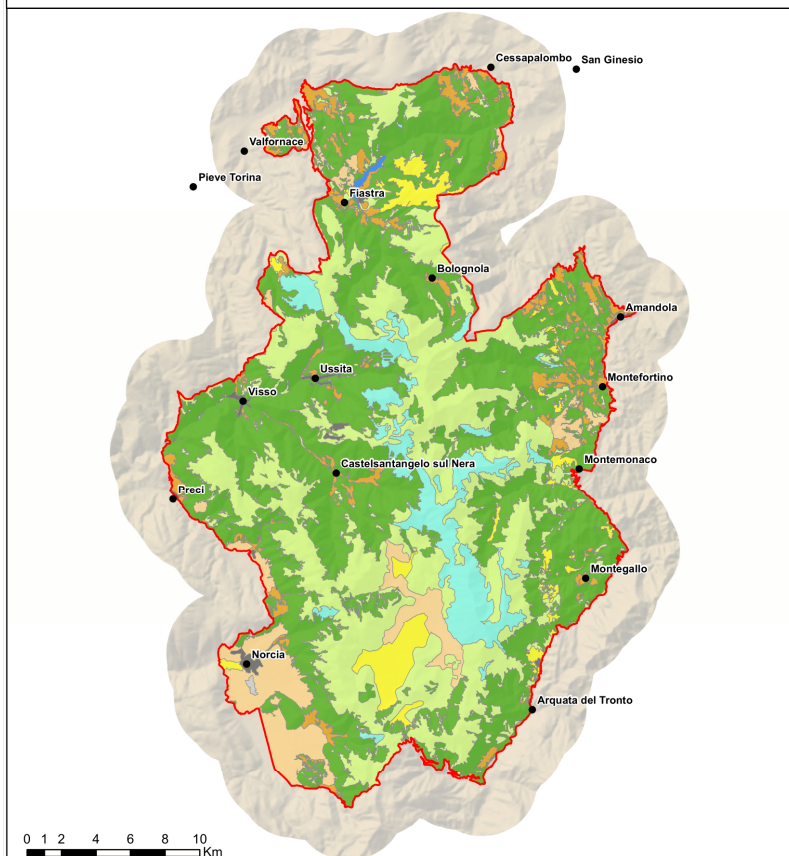 Cessapalombo
San Ginesio
Valfornace
Pieve Torina
Fiastra
Bolognola
Amandola
Ussita
Montefortino
Visso
Castelsantangelo sul Nera
Montemonaco
Preci
Montegallo
Norcia
Arquata del Tronto
0 1 2 4 6 8 10
Km